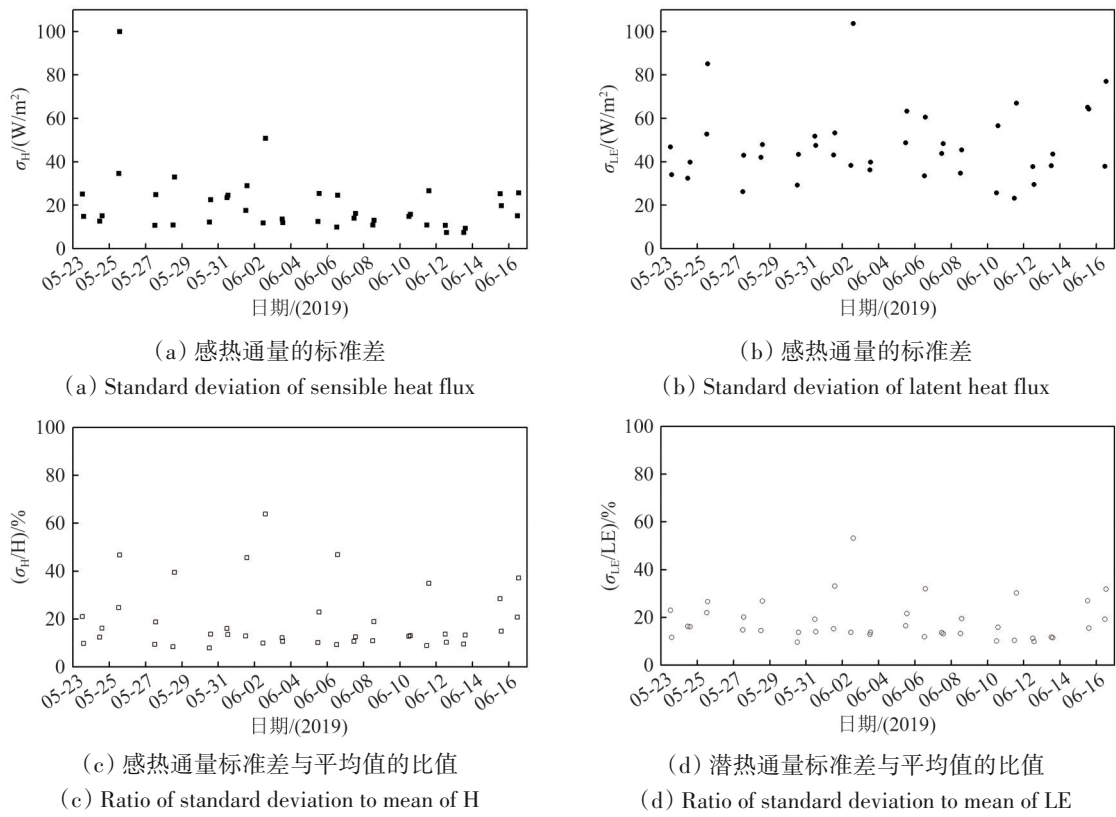 100
80
60
40
20
0
σH/(W/m²)
05-23 05-25 05-27 05-29 05-31 06-02 06-04 06-06 06-08 06-10 06-12 06-14 06-16
日期/(2019)
(a) 感热通量的标准差
(a) Standard deviation of sensible heat flux
100
80
60
40
20
0
σLE/(W/m²)
05-23 05-25 05-27 05-29 05-31 06-02 06-04 06-06 06-08 06-10 06-12 06-14 06-16
日期/(2019)
(b) 感热通量的标准差
(b) Standard deviation of latent heat flux
100
80
60
40
20
0
(σH/H)/%
05-23 05-25 05-27 05-29 05-31 06-02 06-04 06-06 06-08 06-10 06-12 06-14 06-16
日期/(2019)
(c) 感热通量标准差与平均值的比值
(c) Ratio of standard deviation to mean of H
100
80
60
40
20
0
(σLE/LE)/%
05-23 05-25 05-27 05-29 05-31 06-02 06-04 06-06 06-08 06-10 06-12 06-14 06-16
日期/(2019)
(d) 潜热通量标准差与平均值的比值
(d) Ratio of standard deviation to mean of LE